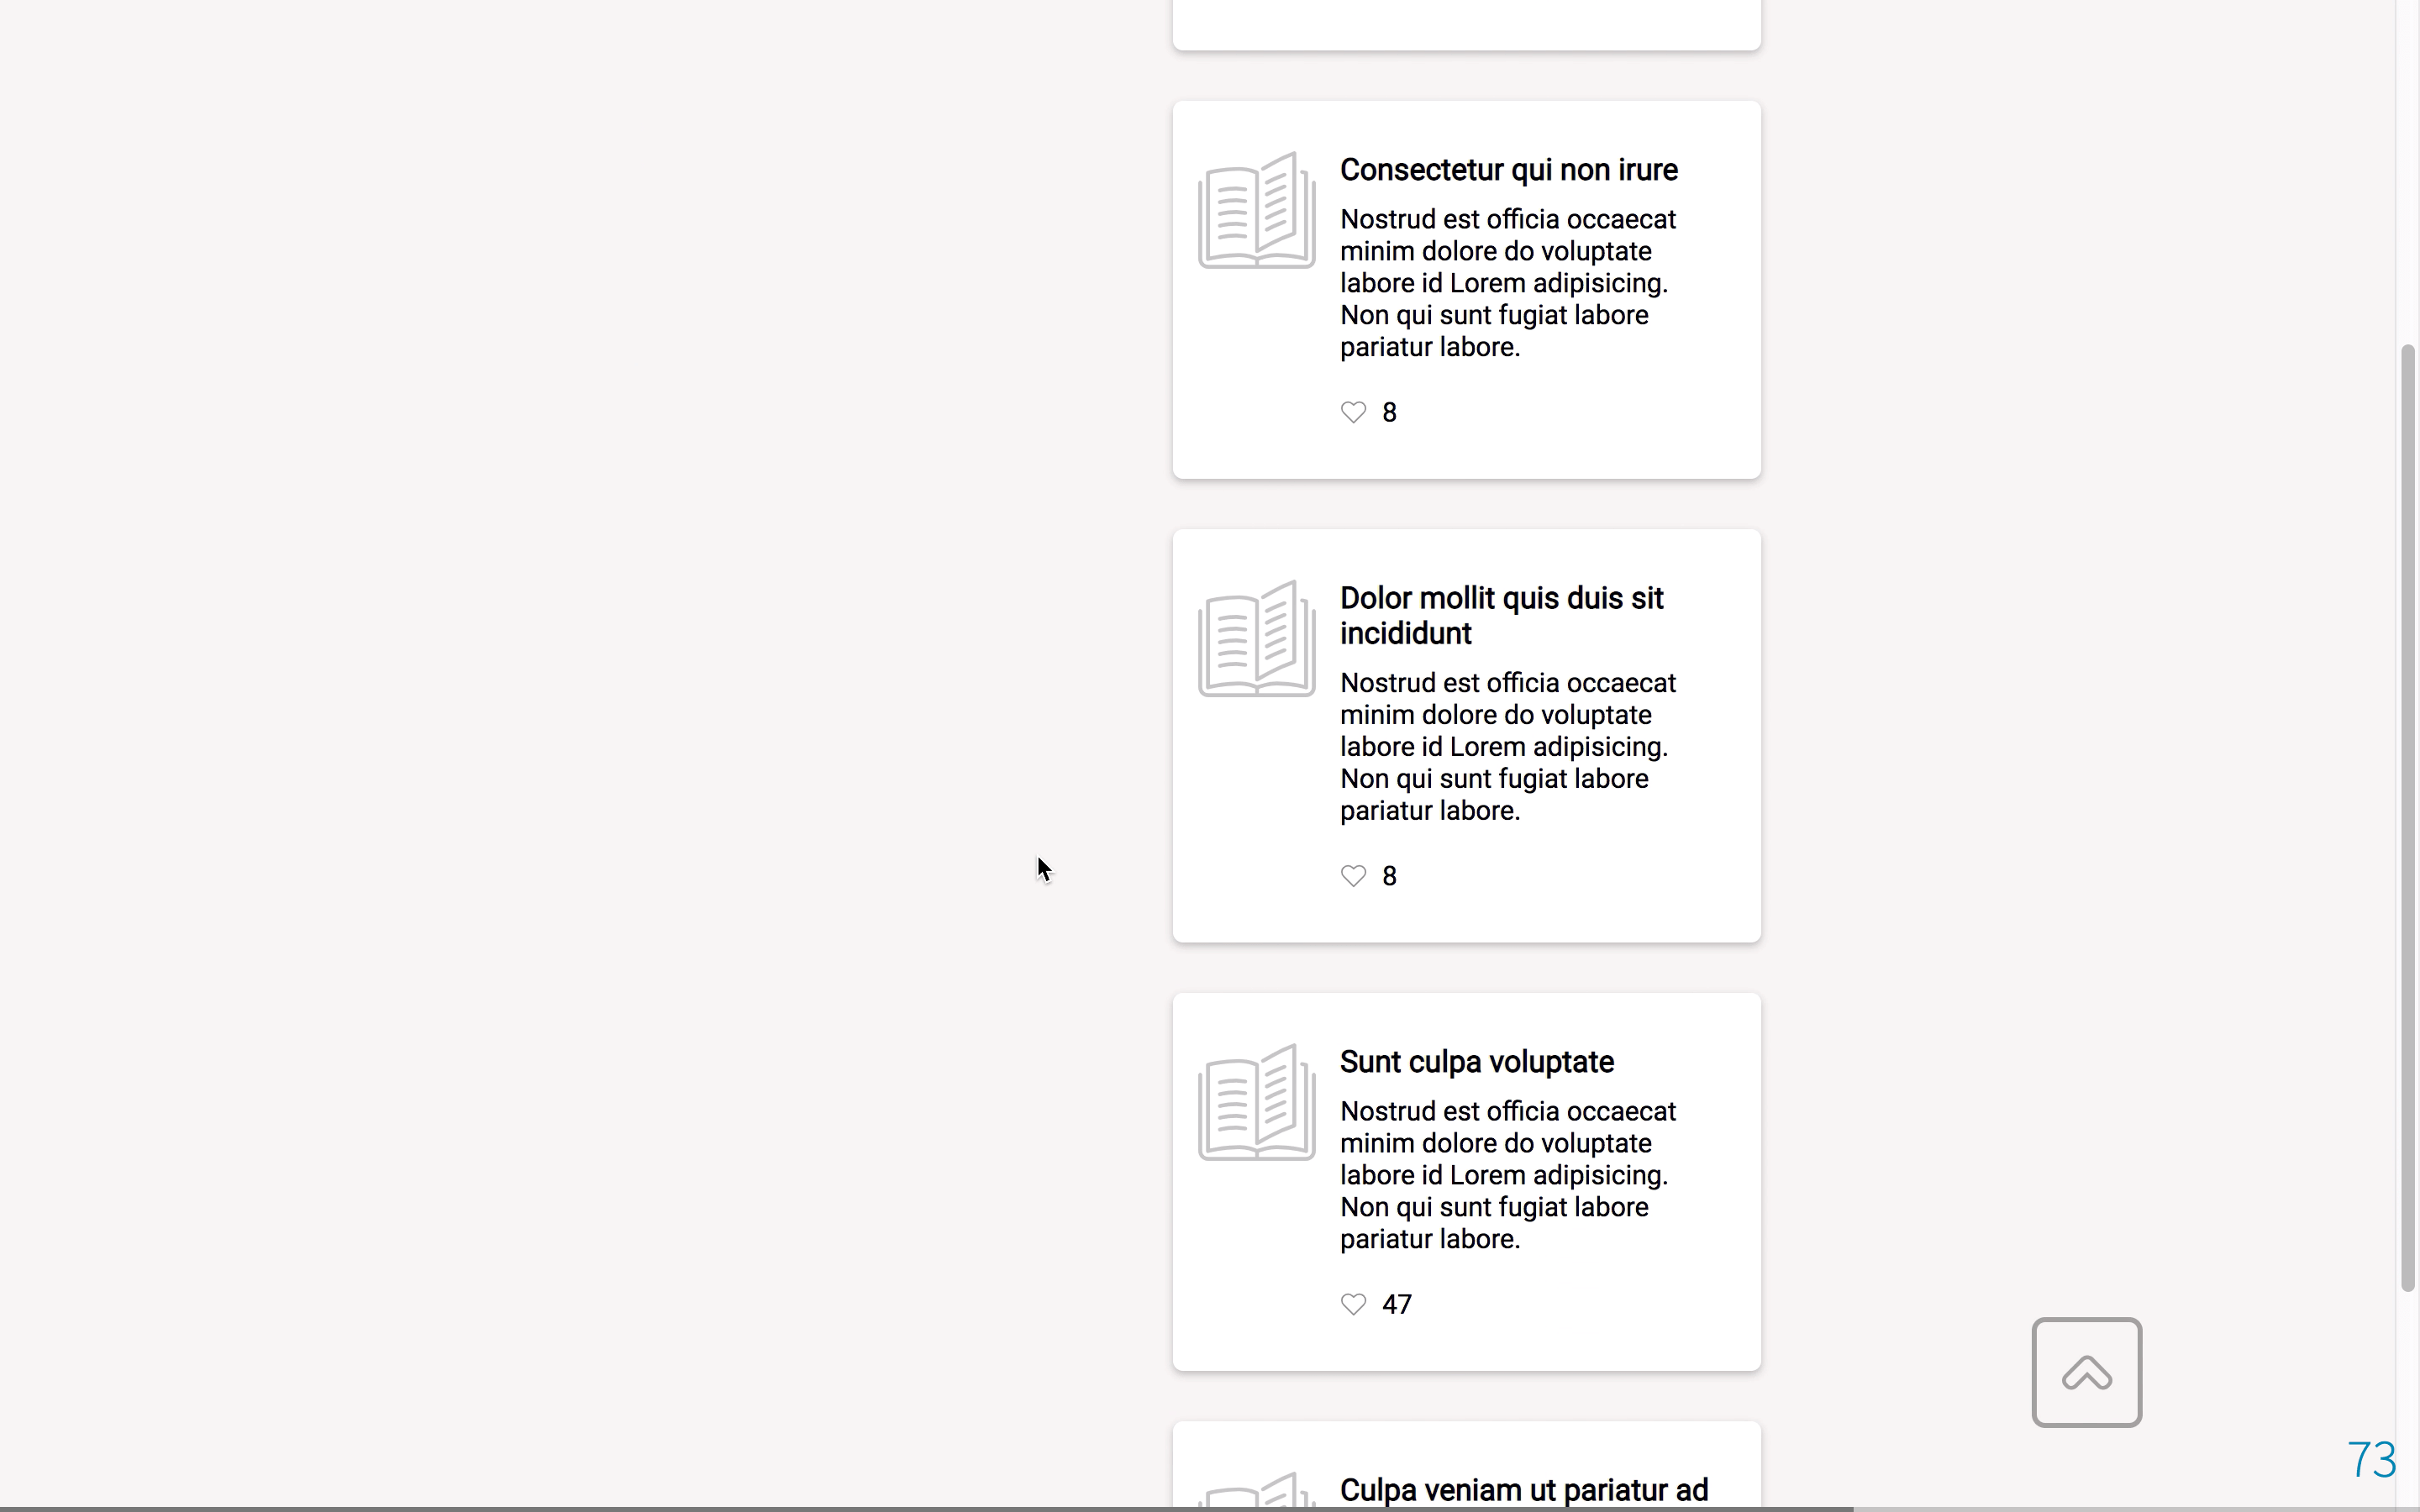 Consectetur qui non irure
Nostrud est officia occaecat
minim dolore do voluptate
labore id Lorem adipisicing.
Non qui sunt fugiat labore
pariatur labore.
8
Dolor mollit quis duis sit
incididunt
Nostrud est officia occaecat
minim dolore do voluptate
labore id Lorem adipisicing.
Non qui sunt fugiat labore
pariatur labore.
8
Sunt culpa voluptate
Nostrud est officia occaecat
minim dolore do voluptate
labore id Lorem adipisicing.
Non qui sunt fugiat labore
pariatur labore.
47
Culpa veniam ut pariatur ad
73